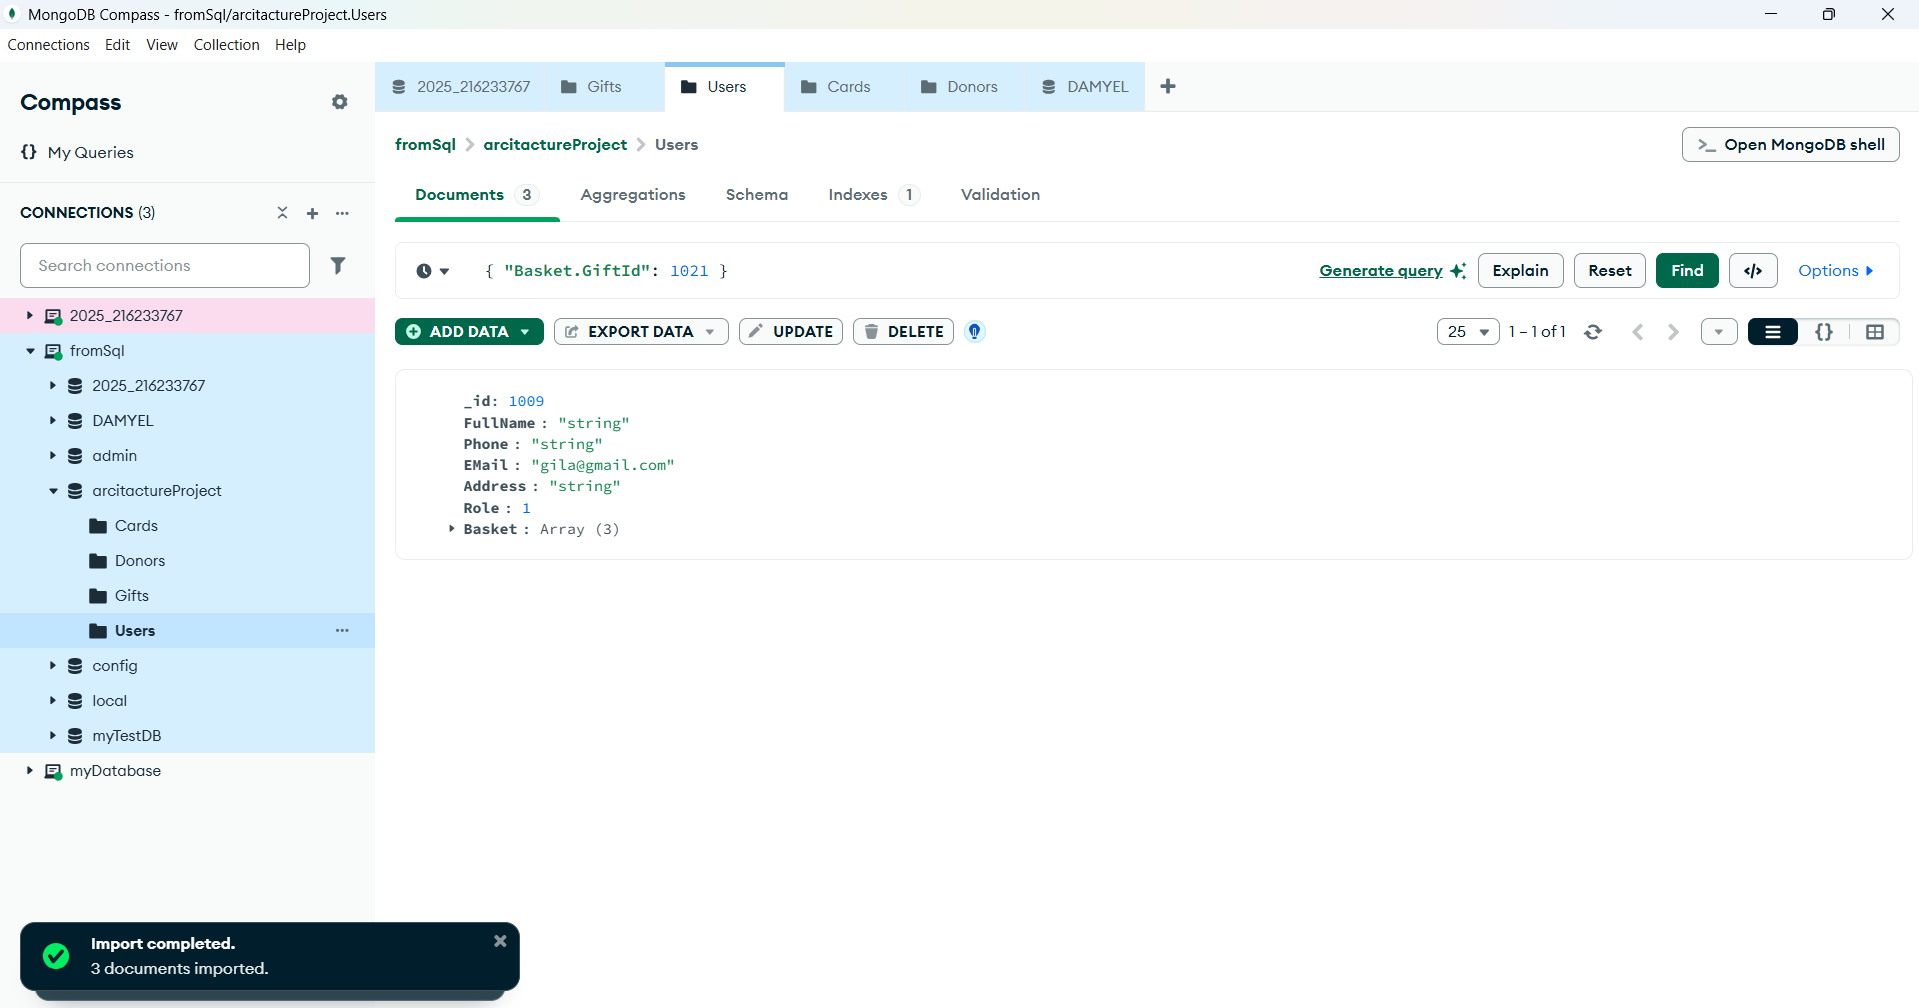 MongoDB Compass - fromSql/arcitactureProject.Users
Connections Edit View Collection Help
Compass
{} My Queries
CONNECTIONS (3)
Search connections
2025_216233767
fromSql
2025_216233767
DAMYEL
admin
arcitactureProject
Cards
Donors
Gifts
Users
config
local
myTestDB
myDatabase
2025_216233767 Gifts Users Cards Donors DAMYEL
fromSql > arcitactureProject > Users
>_ Open MongoDB shell
Documents 3 Aggregations Schema Indexes 1 Validation
{ "Basket.GiftId": 1021 }
Generate query Explain Reset Find </> Options
ADD DATA EXPORT DATA UPDATE DELETE
25 1 – 1 of 1 {}
_id: 1009
FullName : "string"
Phone : "string"
EMail : "gila@gmail.com"
Address : "string"
Role : 1
Basket : Array (3)
Import completed.
3 documents imported.